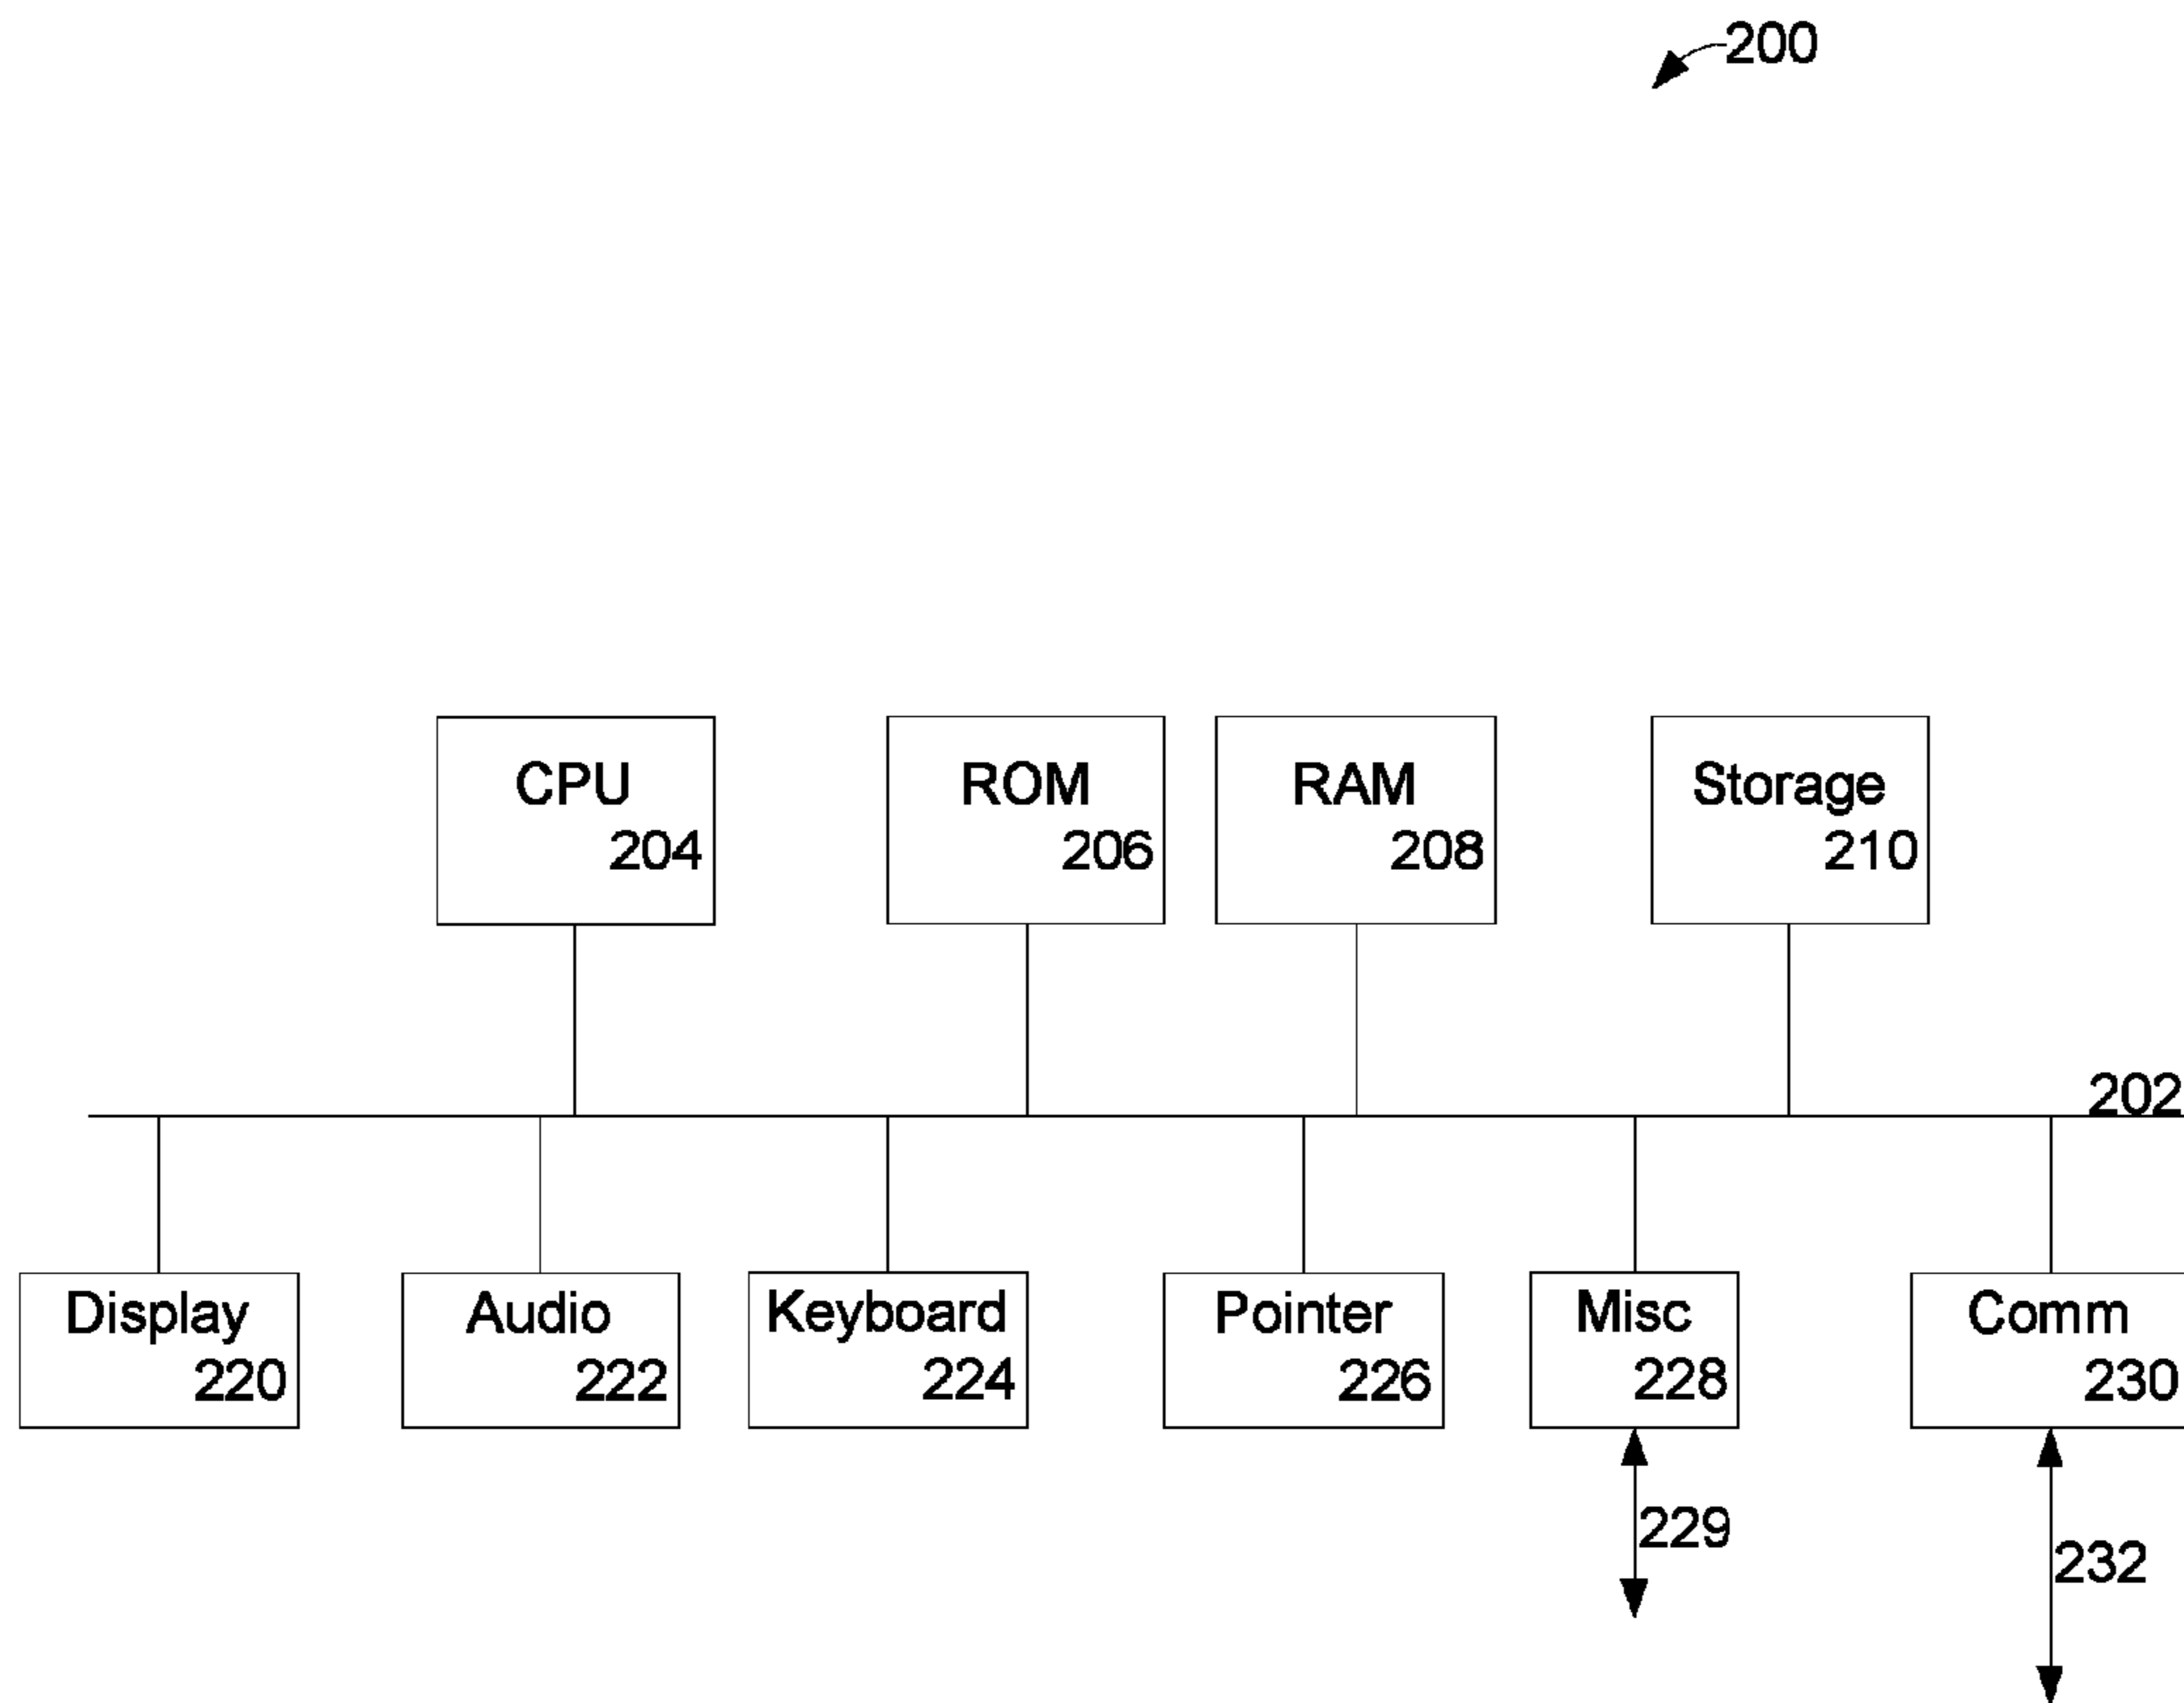 200
CPU
204
ROM
206
RAM
208
Storage
210
202
Display
220
Audio
222
Keyboard
224
Pointer
226
Misc
228
Comm
230
229
232